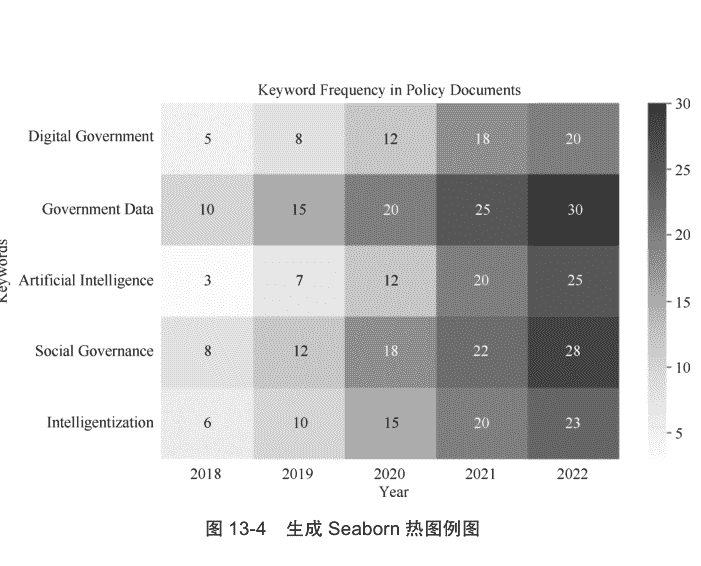 Keyword Frequency in Policy Documents
Digital Government 5 8 12 18 20
Government Data 10 15 20 25 30
Artificial Intelligence 3 7 12 20 25
Social Governance 8 12 18 22 28
Intelligentization 6 10 15 20 23
2018 2019 2020 2021 2022
Year
Keywords
30
25
20
15
10
5
图 13-4 生成 Seaborn 热图例图